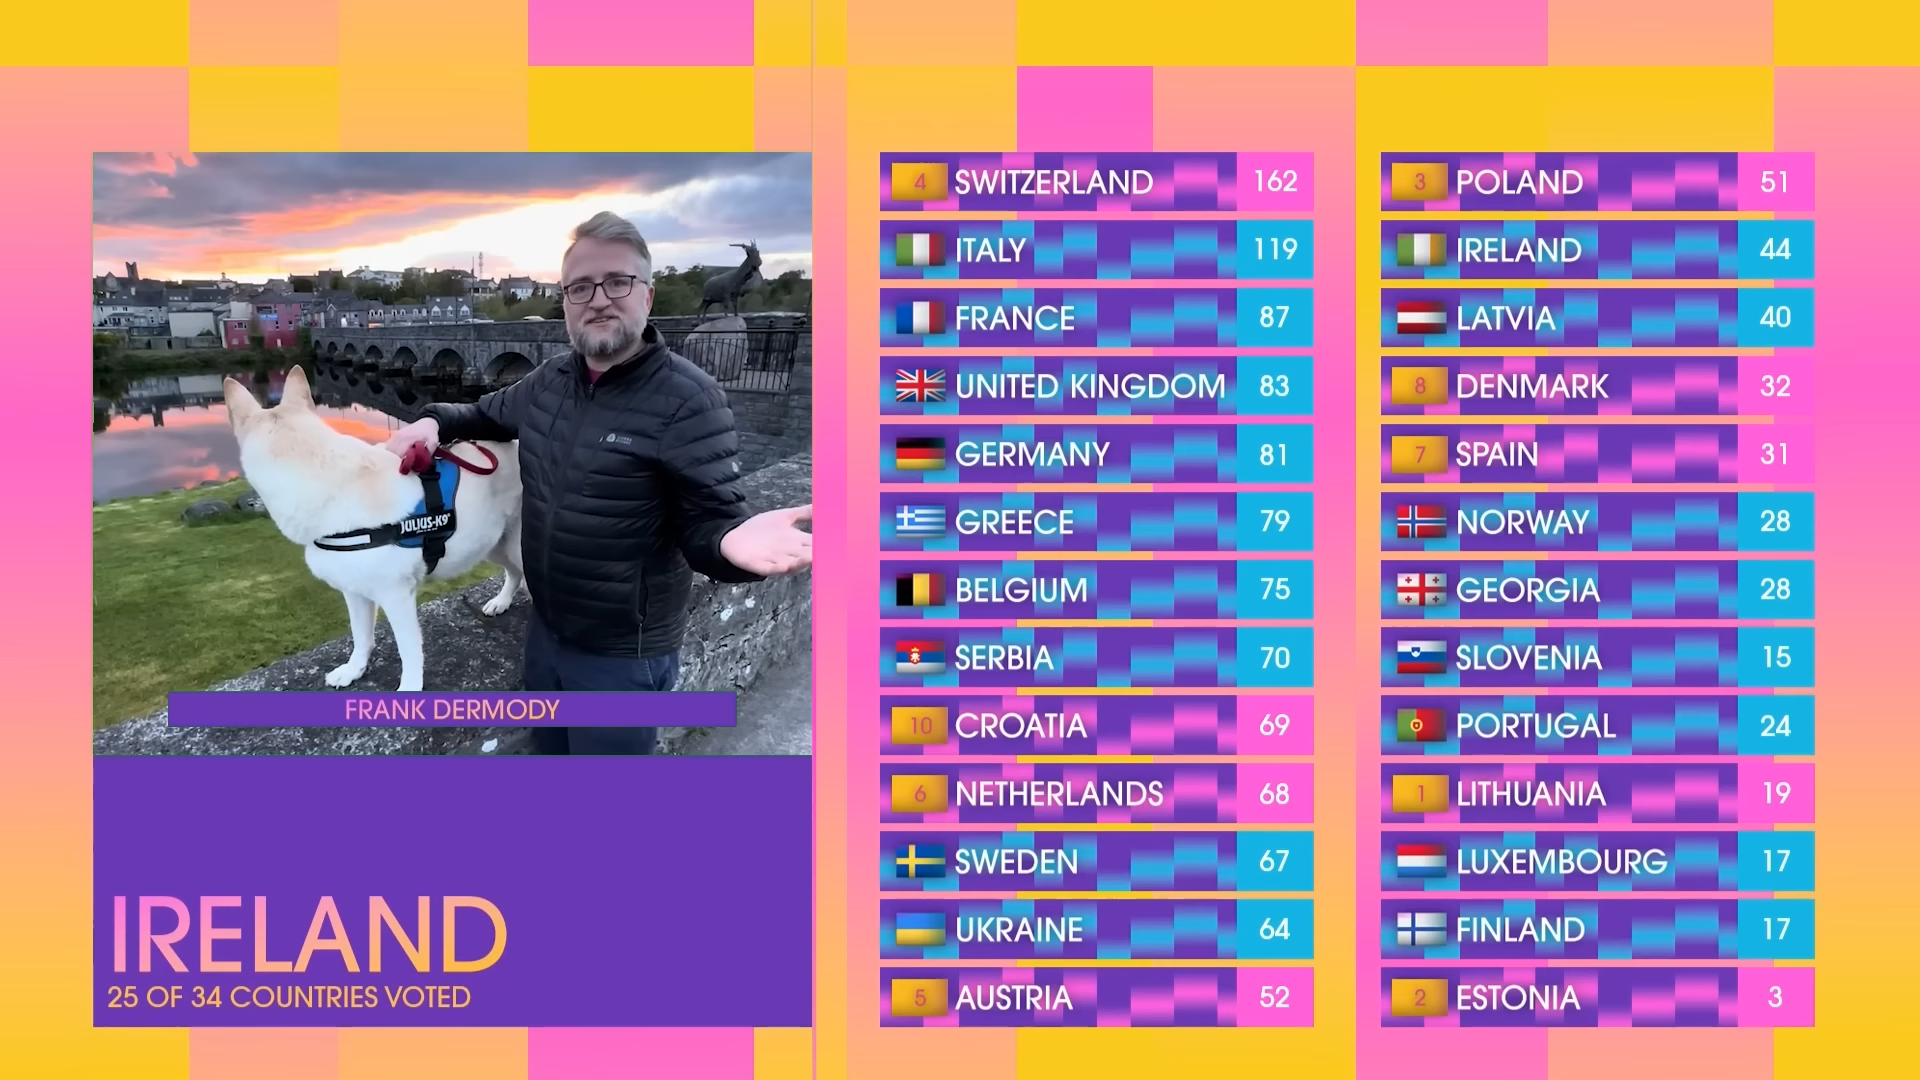 JULIUS-K9®
FRANK DERMODY
IRELAND
25 OF 34 COUNTRIES VOTED
4 SWITZERLAND 162
ITALY 119
FRANCE 87
UNITED KINGDOM 83
GERMANY 81
GREECE 79
BELGIUM 75
SERBIA 70
10 CROATIA 69
6 NETHERLANDS 68
SWEDEN 67
UKRAINE 64
5 AUSTRIA 52
3 POLAND 51
IRELAND 44
LATVIA 40
8 DENMARK 32
7 SPAIN 31
NORWAY 28
GEORGIA 28
SLOVENIA 15
PORTUGAL 24
1 LITHUANIA 19
LUXEMBOURG 17
FINLAND 17
2 ESTONIA 3